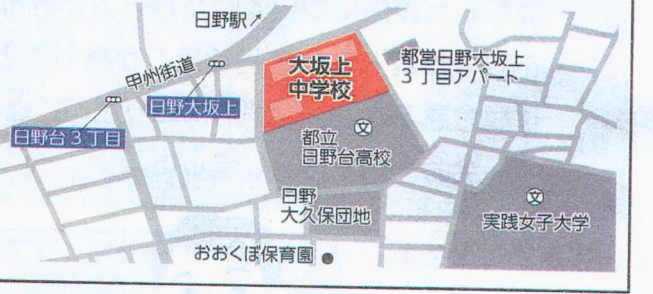 日野駅↗
甲州街道
日野大坂上
日野台3丁目
大坂上
中学校
都営日野大坂上
3丁目アパート
文
都立
日野台高校
日野
大久保団地
文
実践女子大学
おおくぼ保育園